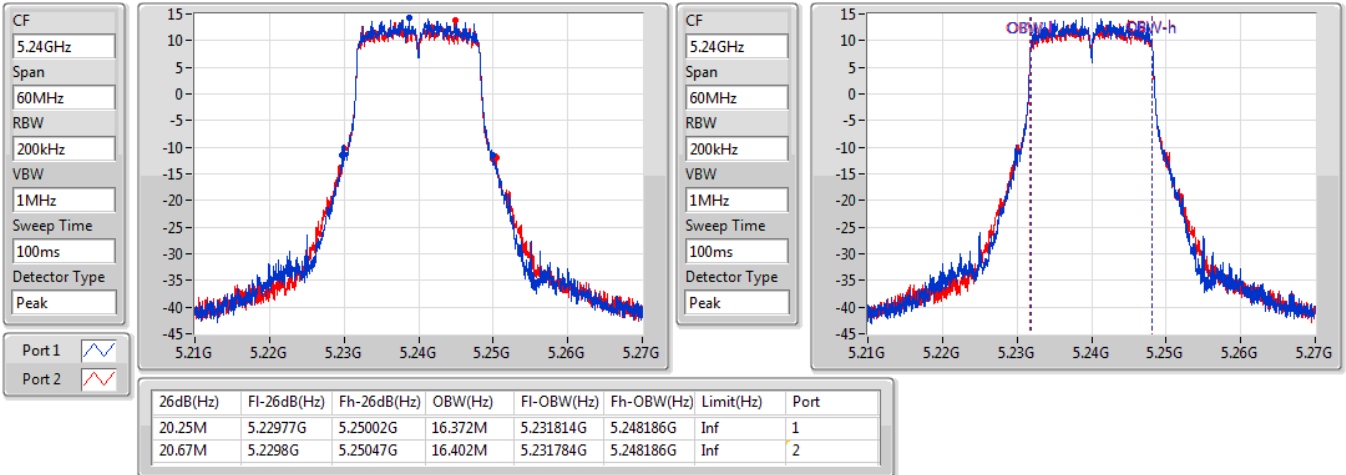 CF
5.24GHz
Span
60MHz
RBW
200kHz
VBW
1MHz
Sweep Time
100ms
Detector Type
Peak
Port 1
Port 2
15
10
5
0
-5
-10
-15
-20
-25
-30
-35
-40
-45
5.21G 5.22G 5.23G 5.24G 5.25G 5.26G 5.27G
CF
5.24GHz
Span
60MHz
RBW
200kHz
VBW
1MHz
Sweep Time
100ms
Detector Type
Peak
15
10
5
0
-5
-10
-15
-20
-25
-30
-35
-40
-45
OBW-h
5.21G 5.22G 5.23G 5.24G 5.25G 5.26G 5.27G
26dB(Hz) Fl-26dB(Hz) Fh-26dB(Hz) OBW(Hz) Fl-OBW(Hz) Fh-OBW(Hz) Limit(Hz) Port
20.25M 5.22977G 5.25002G 16.372M 5.231814G 5.248186G Inf 1
20.67M 5.2298G 5.25047G 16.402M 5.231784G 5.248186G Inf 2